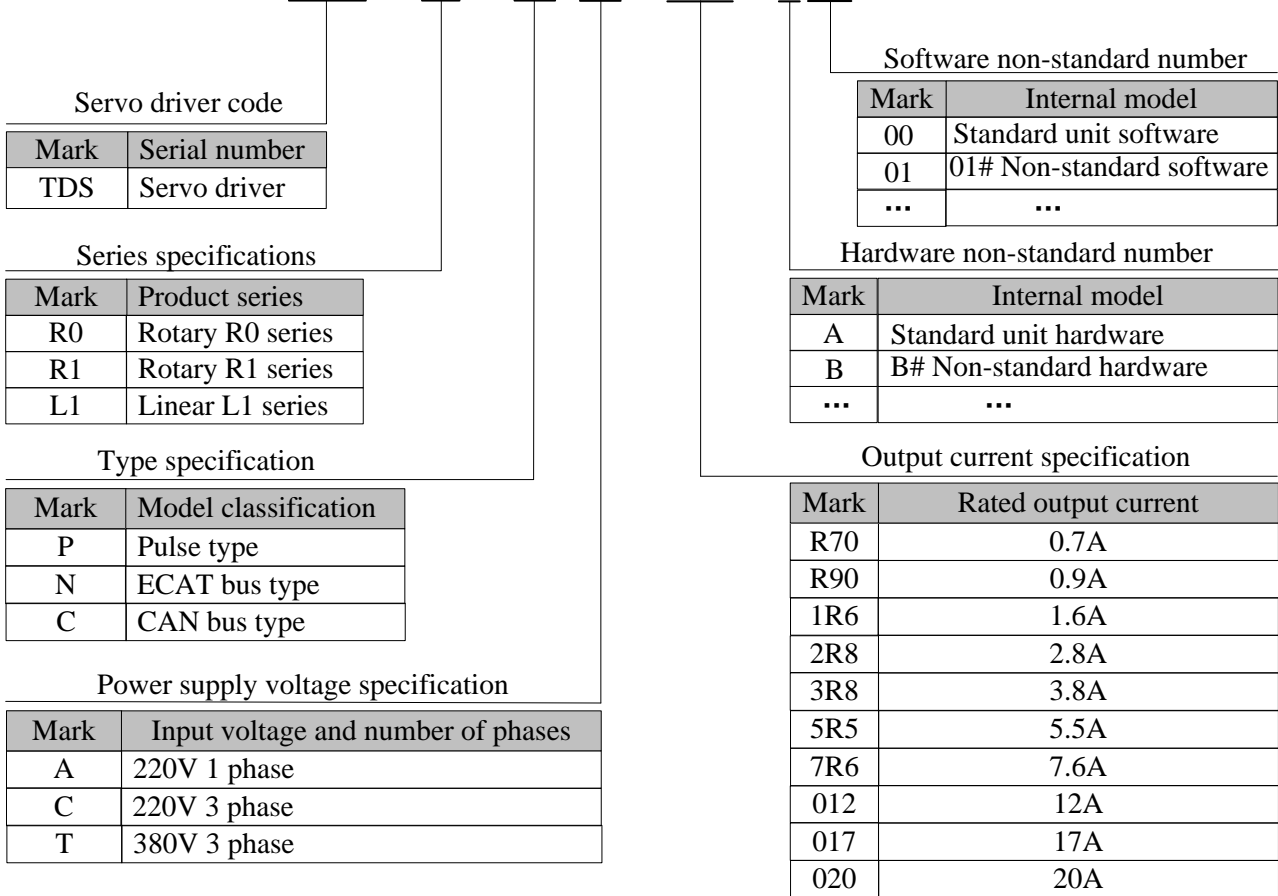 Servo driver code
Mark Serial number
TDS Servo driver
Series specifications
Mark Product series
R0 Rotary R0 series
R1 Rotary R1 series
L1 Linear L1 series
Type specification
Mark Model classification
P Pulse type
N ECAT bus type
C CAN bus type
Power supply voltage specification
Mark Input voltage and number of phases
A 220V 1 phase
C 220V 3 phase
T 380V 3 phase
Software non-standard number
Mark Internal model
00 Standard unit software
01 01# Non-standard software
... ...
Hardware non-standard number
Mark Internal model
A Standard unit hardware
B B# Non-standard hardware
... ...
Output current specification
Mark Rated output current
R70 0.7A
R90 0.9A
1R6 1.6A
2R8 2.8A
3R8 3.8A
5R5 5.5A
7R6 7.6A
012 12A
017 17A
020 20A